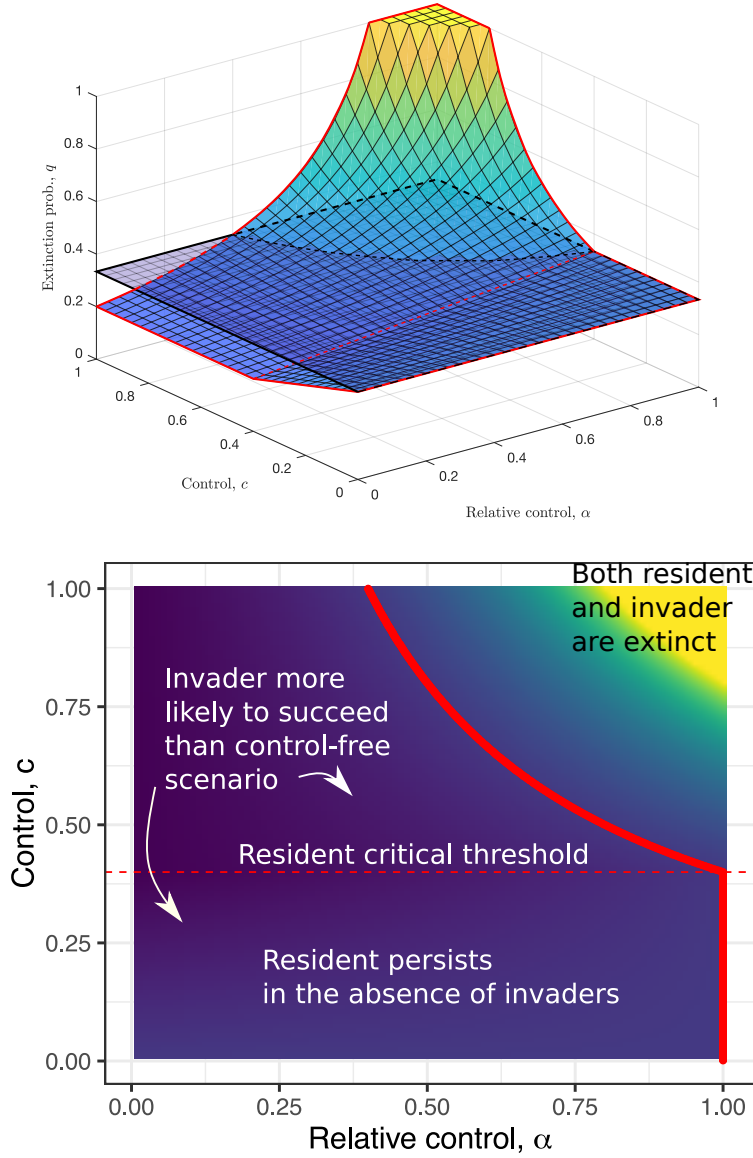 1
0.8
0.6
0.4
0.2
0
Extinction prob., q
1
0.8
0.6
0.4
0.2
0
Control, c
0
0.2
0.4
0.6
0.8
1
Relative control, α
Both resident
and invader
are extinct
Invader more
likely to succeed
than control-free
scenario
Resident critical threshold
Resident persists
in the absence of invaders
1.00
0.75
0.50
0.25
0.00
Control, c
0.00
0.25
0.50
0.75
1.00
Relative control, α